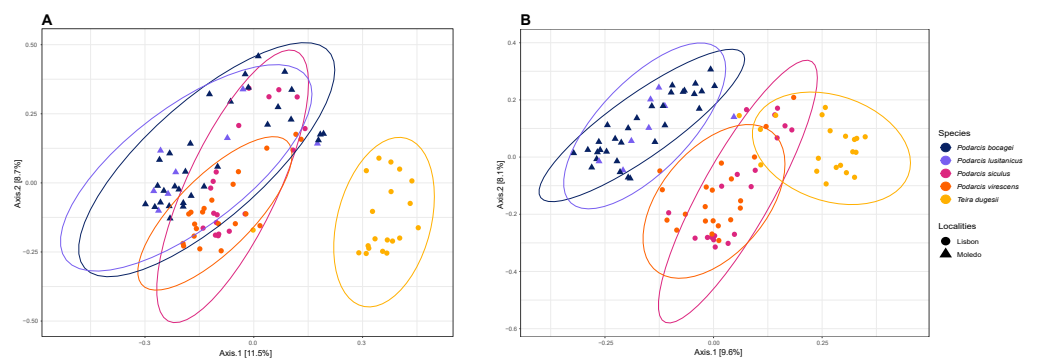 A
B
0.50
0.25
0.00
−0.25
−0.50
Axis.2 [8.7%]
−0.3
0.0
0.3
Axis.1 [11.5%]
0.4
0.2
0.0
−0.2
−0.4
−0.6
Axis.2 [8.1%]
−0.25
0.00
0.25
Axis.1 [9.6%]
Species
Podarcis bocagei
Podarcis lusitanicus
Podarcis siculus
Podarcis virescens
Teira dugesii
Localities
Lisbon
Moledo